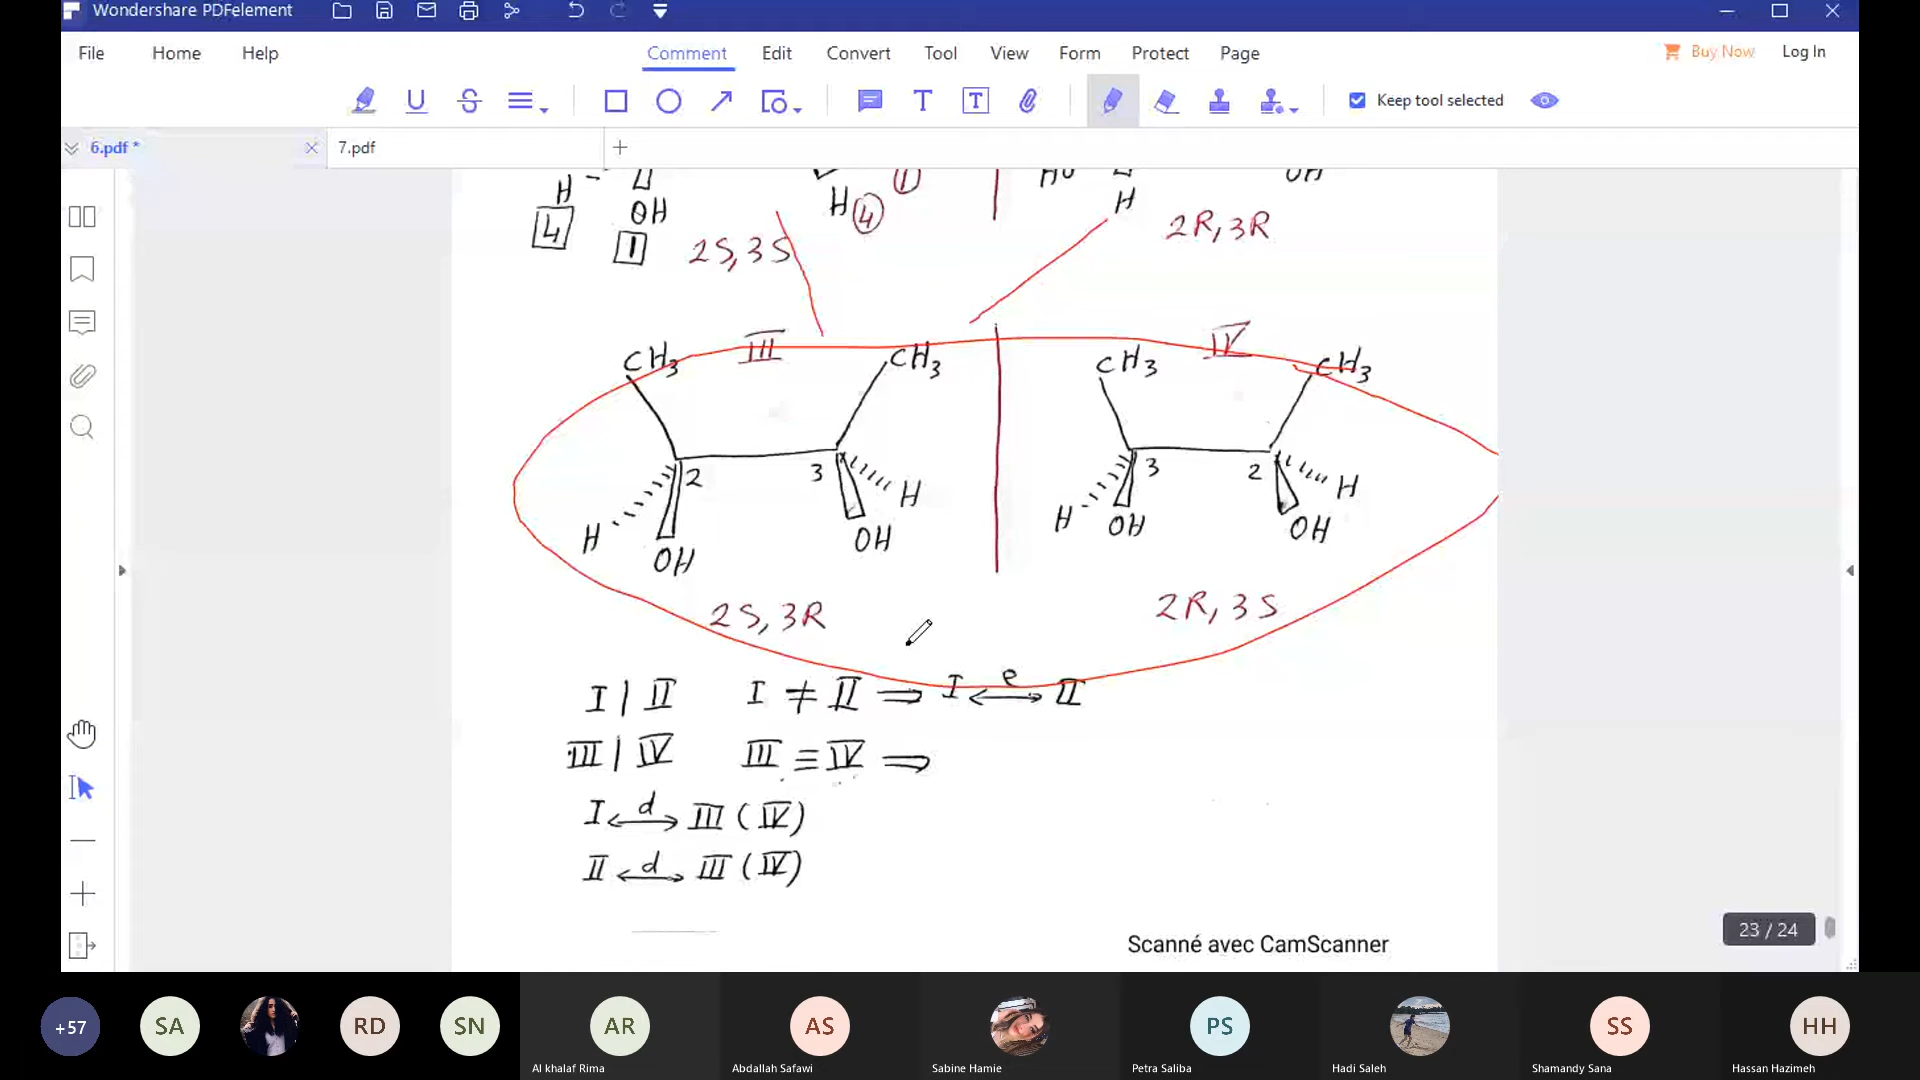 Wondershare PDFelement
File Home Help Comment Edit Convert Tool View Form Protect Page Buy Now Log In
Keep tool selected
6.pdf * 7.pdf
H OH H 4 1 HO H OH
4 1 2S, 3S 2R, 3R
III IV
CH3 CH3 CH3 CH3
2 3 3 2
H OH OH H H OH OH H
2S, 3R 2R, 3S
I | II I ≠ II ⇒ I ⟷e II
III | IV III ≡ IV ⇒
I ⟷d III (IV)
II ⟷d III (IV)
Scanné avec CamScanner
23 / 24
+57 SA RD SN AR AS PS SS HH
Al khalaf Rima Abdallah Safawi Sabine Hamie Petra Saliba Hadi Saleh Shamandy Sana Hassan Hazimeh